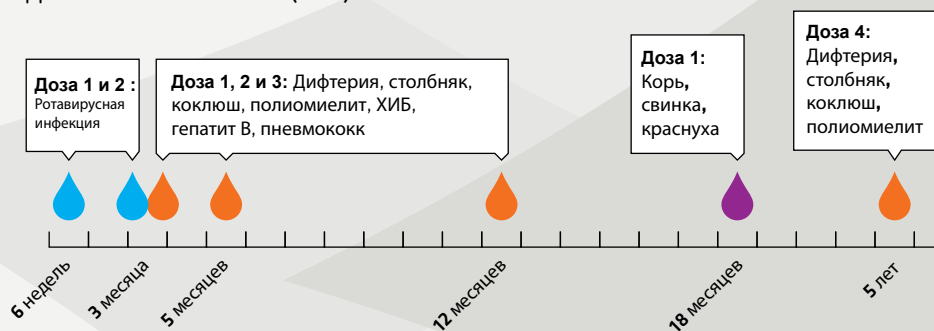 Доза 1 и 2 :
Ротавирусная
инфекция
Доза 1, 2 и 3: Дифтерия, столбняк,
коклюш, полиомиелит, ХИБ,
гепатит В, пневмококк
Доза 1:
Корь,
свинка,
краснуха
Доза 4:
Дифтерия,
столбняк,
коклюш,
полиомиелит
6 недель
3 месяца
5 месяцев
12 месяцев
18 месяцев
5 лет